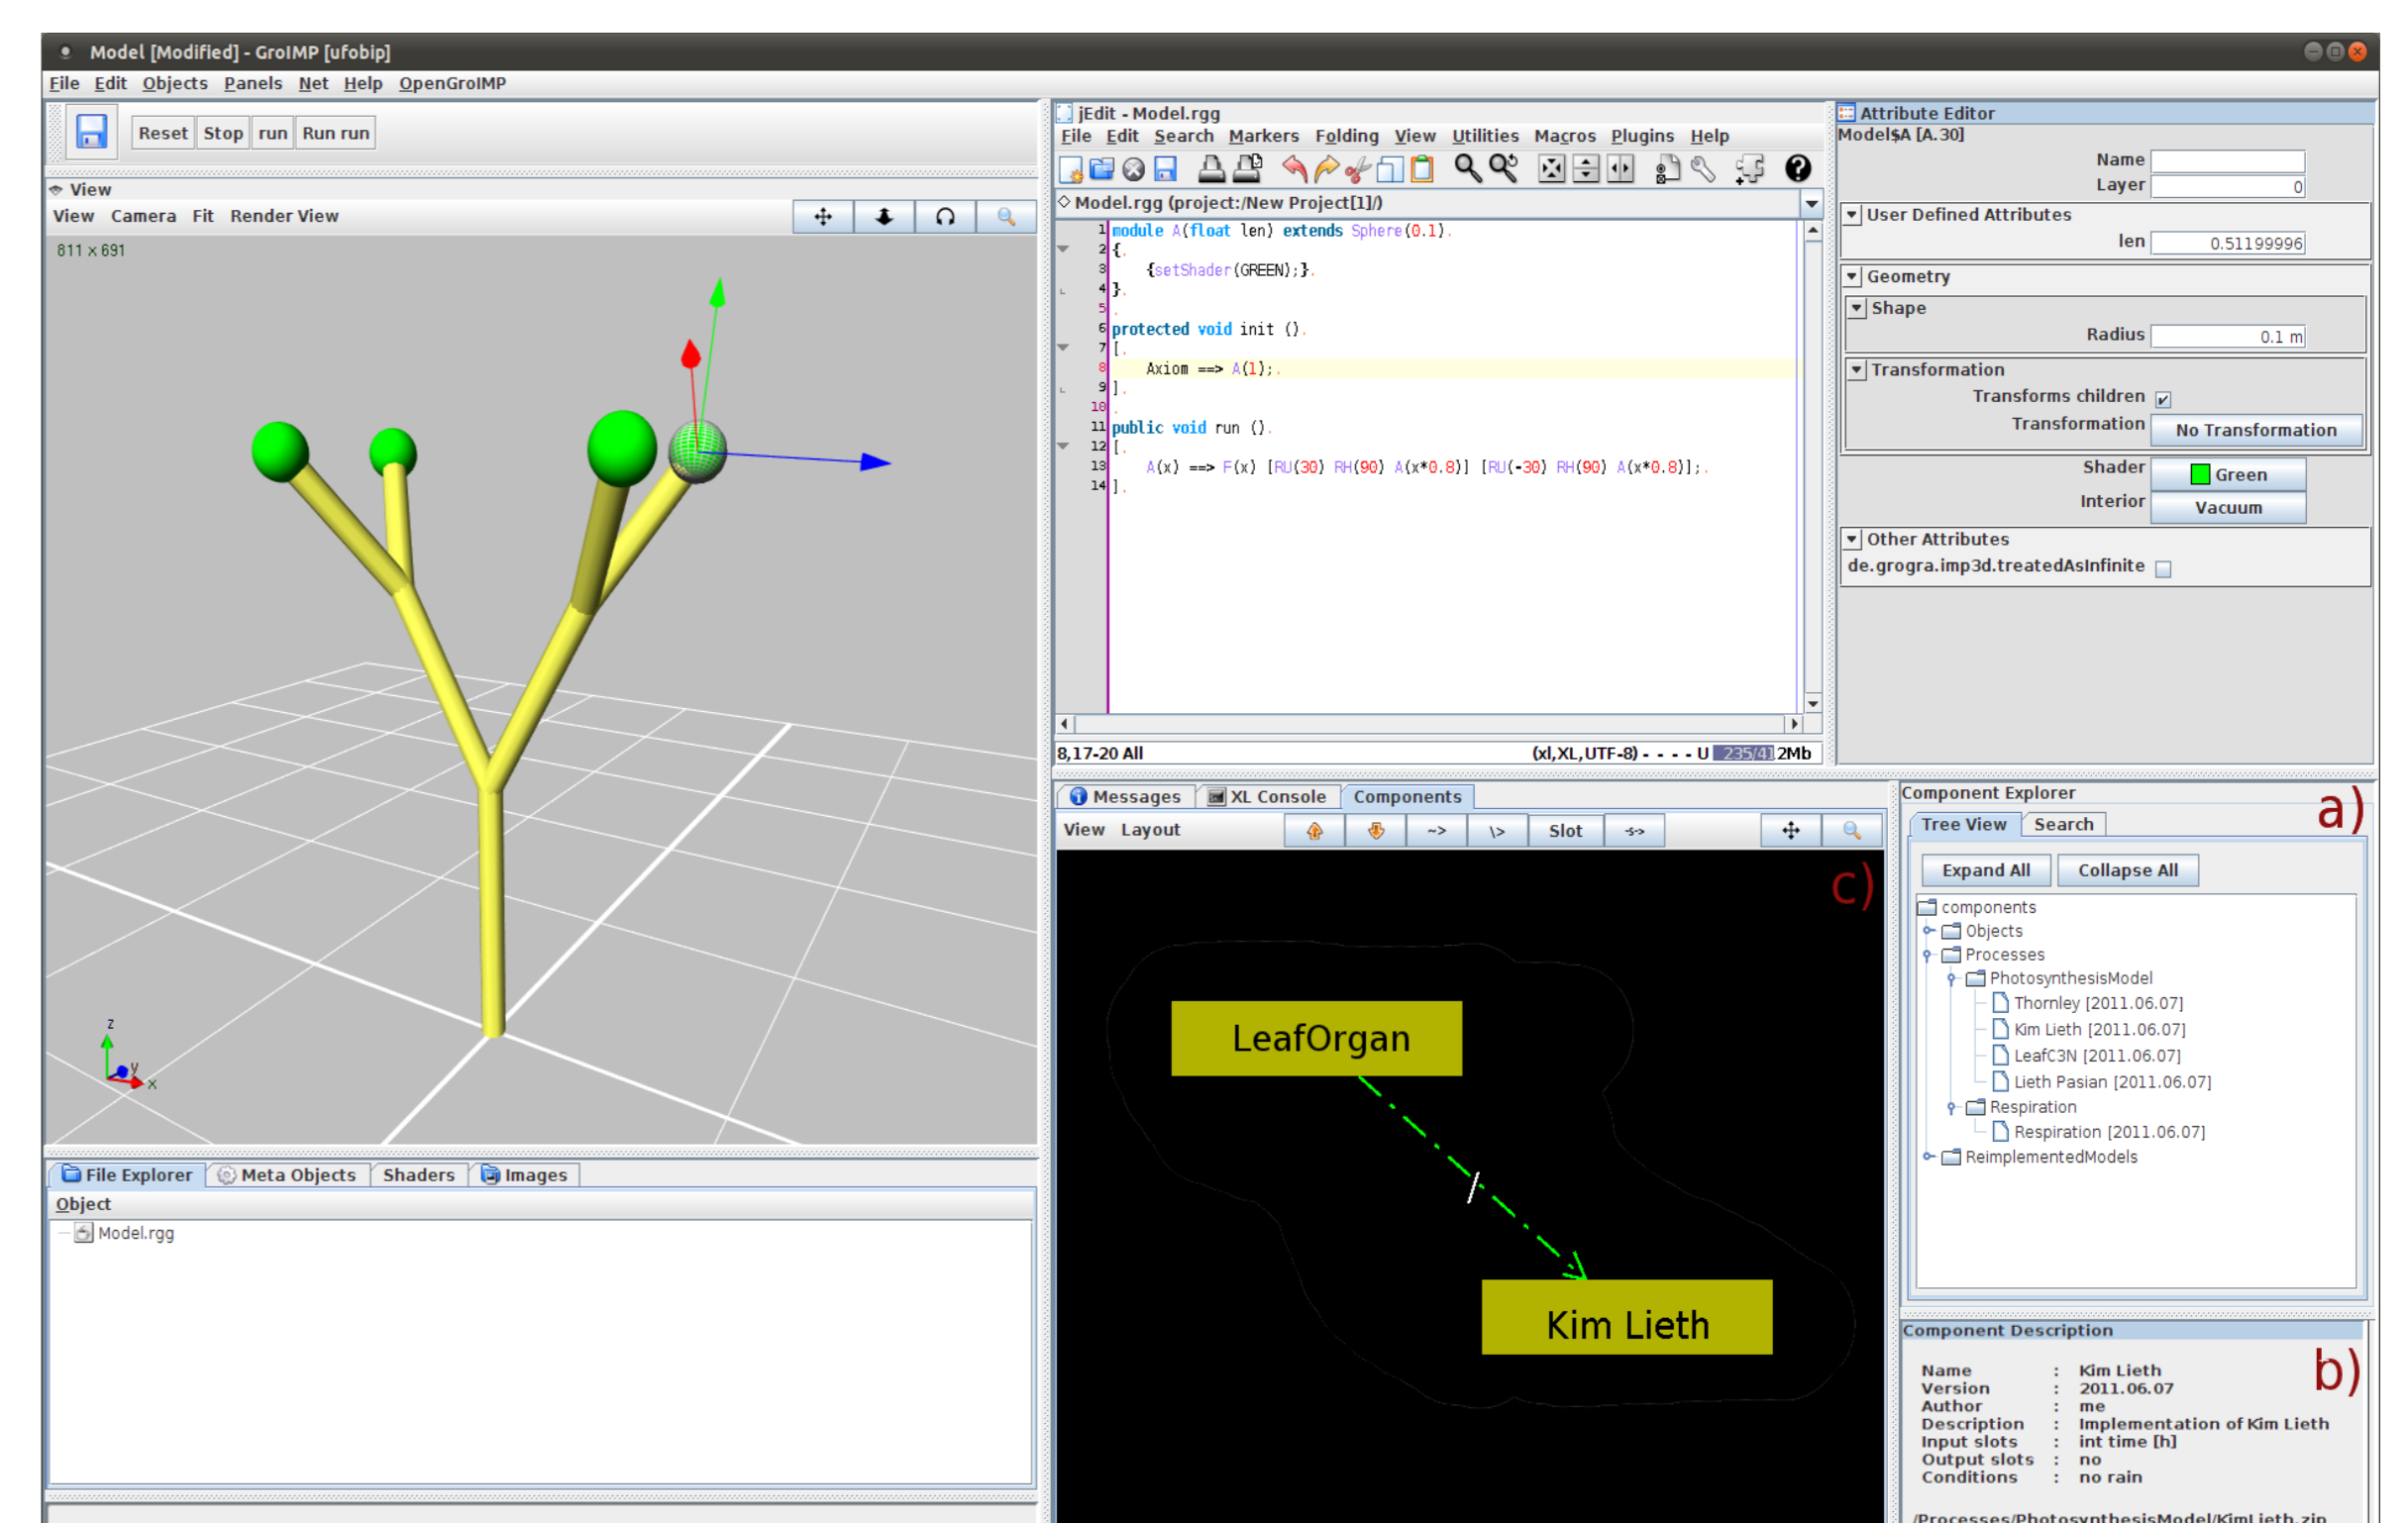 Model [Modified] - GroIMP [ufobip]
File Edit Objects Panels Net Help OpenGroIMP
Reset Stop run Run run
View
View Camera Fit Render View
811 x 691
z
y
x
File Explorer Meta Objects Shaders Images
Object
Model.rgg
jEdit - Model.rgg
File Edit Search Markers Folding View Utilities Macros Plugins Help
Model.rgg (project:/New Project[1]/)
1 module A(float len) extends Sphere(0.1).
2 {.
3 {setShader(GREEN);}.
4 }.
5 .
6 protected void init ().
7 [.
8 Axiom ==> A(1);.
9 ].
10 .
11 public void run ().
12 [.
13 A(x) ==> F(x) [RU(30) RH(90) A(x*0.8)] [RU(-30) RH(90) A(x*0.8)];.
14 ].
8,17-20 All (xl,XL,UTF-8) - - - - U 235/412Mb
Attribute Editor
Model$A [A.30]
Name
Layer 0
User Defined Attributes
len 0.51199996
Geometry
Shape
Radius 0.1 m
Transformation
Transforms children
Transformation No Transformation
Shader Green
Interior Vacuum
Other Attributes
de.grogra.imp3d.treatedAsInfinite
Messages XL Console Components
View Layout ~> \> Slot -s->
c)
LeafOrgan
/
Kim Lieth
Component Explorer
a)
Tree View Search
Expand All Collapse All
components
Objects
Processes
PhotosynthesisModel
Thornley [2011.06.07]
Kim Lieth [2011.06.07]
LeafC3N [2011.06.07]
Lieth Pasian [2011.06.07]
Respiration
Respiration [2011.06.07]
ReimplementedModels
Component Description
b)
Name : Kim Lieth
Version : 2011.06.07
Author : me
Description : Implementation of Kim Lieth
Input slots : int time [h]
Output slots : no
Conditions : no rain
/Processes/PhotosynthesisModel/KimLieth.zip